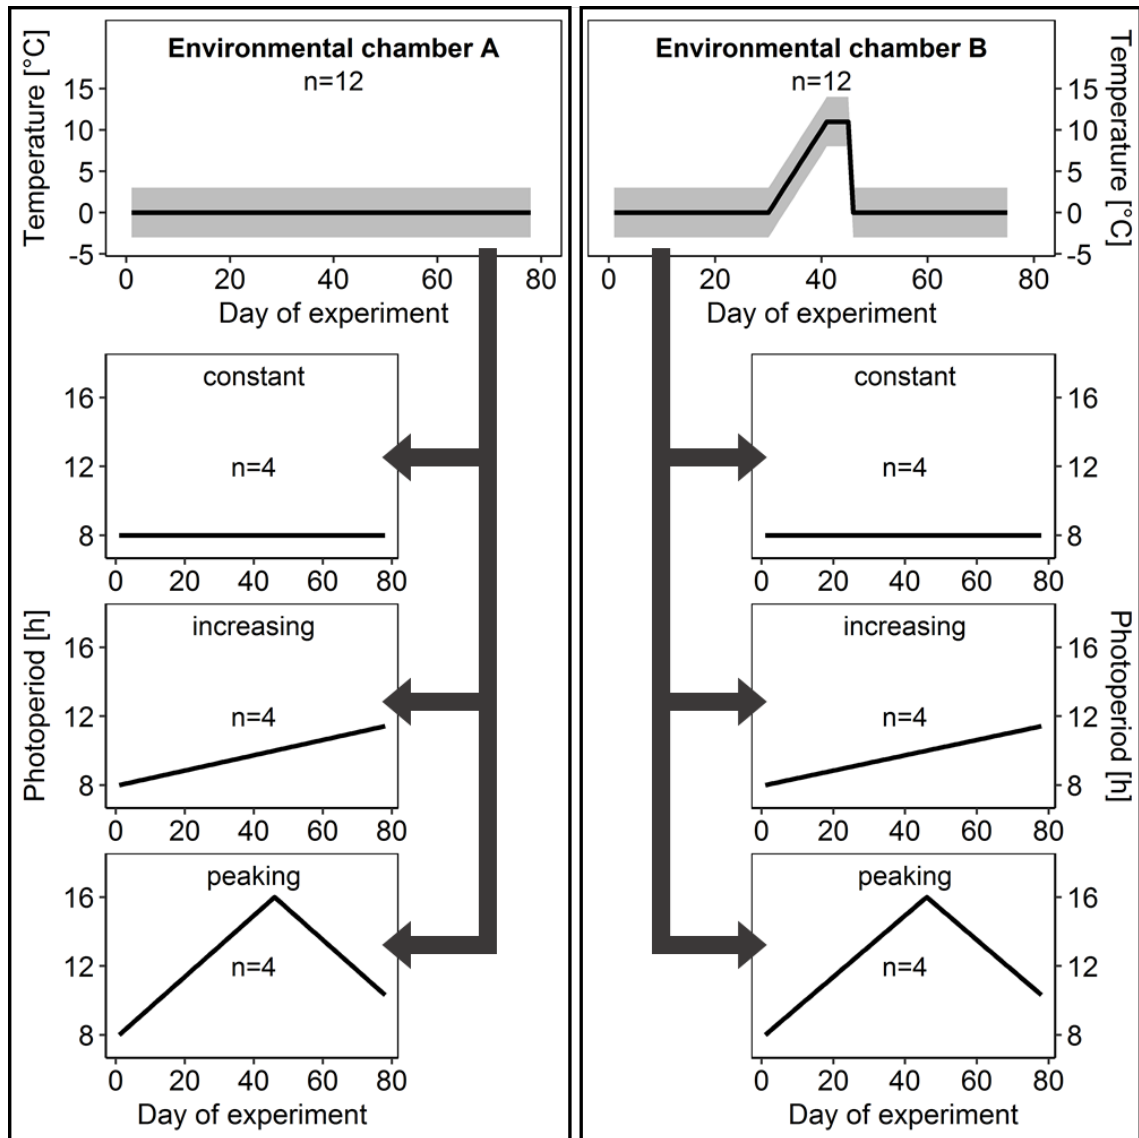 Environmental chamber A
n=12
Temperature [°C]
15
10
5
0
-5
0 20 40 60 80
Day of experiment
constant
16
12
8
n=4
0 20 40 60 80
increasing
16
12
8
n=4
0 20 40 60 80
Photoperiod [h]
peaking
16
12
8
n=4
0 20 40 60 80
Day of experiment
Environmental chamber B
n=12
Temperature [°C]
15
10
5
0
-5
0 20 40 60 80
Day of experiment
constant
16
12
8
n=4
0 20 40 60 80
increasing
16
12
8
n=4
0 20 40 60 80
Photoperiod [h]
peaking
16
12
8
n=4
0 20 40 60 80
Day of experiment